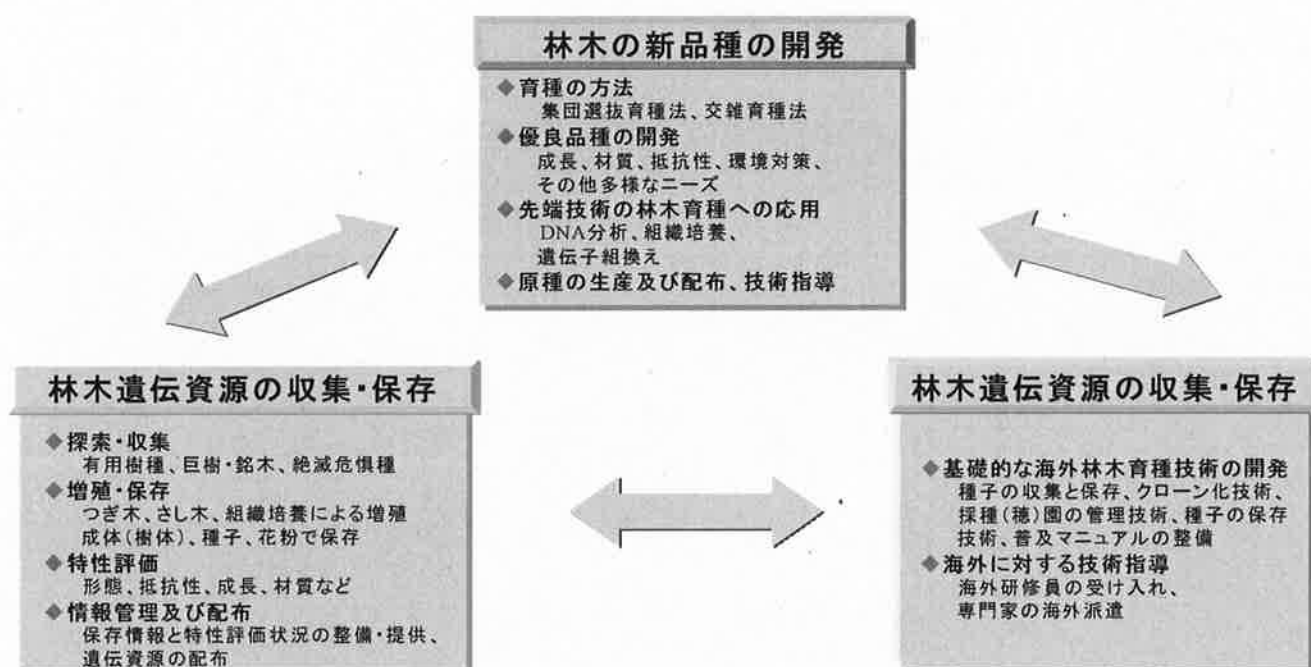 林木の新品種の開発
◆育種の方法
集団選抜育種法、交雑育種法
◆優良品種の開発
成長、材質、抵抗性、環境対策、
その他多様なニーズ
◆先端技術の林木育種への応用
DNA分析、組織培養、
遺伝子組換え
◆原種の生産及び配布、技術指導
林木遺伝資源の収集・保存
◆探索・収集
有用樹種、巨樹・銘木、絶滅危惧種
◆増殖・保存
つぎ木、さし木、組織培養による増殖
成体(樹体)、種子、花粉で保存
◆特性評価
形態、抵抗性、成長、材質など
◆情報管理及び配布
保存情報と特性評価状況の整備・提供、
遺伝資源の配布
林木遺伝資源の収集・保存
◆基礎的な海外林木育種技術の開発
種子の収集と保存、クローン化技術、
採種(穂)園の管理技術、種子の保存
技術、普及マニュアルの整備
◆海外に対する技術指導
海外研修員の受け入れ、
専門家の海外派遣